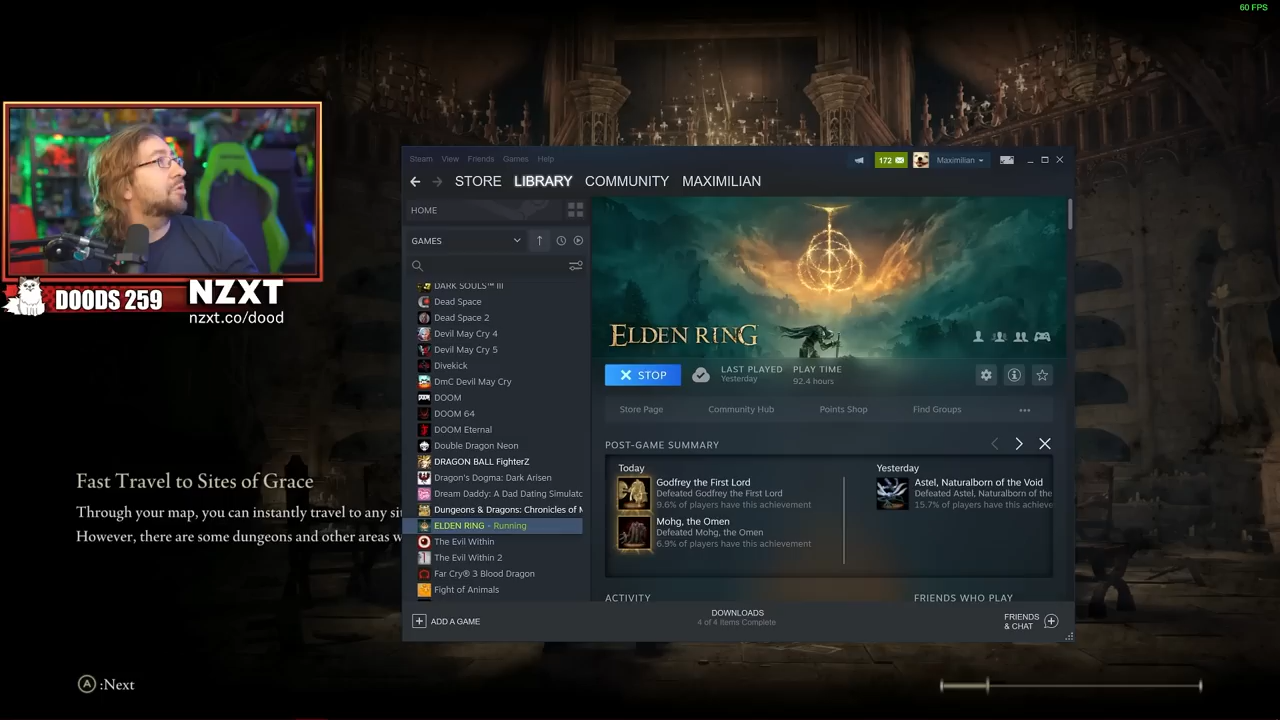 60 FPS
DOODS 259
NZXT
nzxt.co/dood
Steam View Friends Games Help
172
Maximilian
STORE LIBRARY COMMUNITY MAXIMILIAN
HOME
GAMES
DARK SOULS™ III
Dead Space
Dead Space 2
Devil May Cry 4
Devil May Cry 5
Divekick
DmC Devil May Cry
DOOM
DOOM 64
DOOM Eternal
Double Dragon Neon
DRAGON BALL FighterZ
Dragon's Dogma: Dark Arisen
Dream Daddy: A Dad Dating Simulato
Dungeons & Dragons: Chronicles of M
ELDEN RING - Running
The Evil Within
The Evil Within 2
Far Cry® 3 Blood Dragon
Fight of Animals
ADD A GAME
ELDEN RING
STOP
LAST PLAYED
Yesterday
PLAY TIME
92.4 hours
Store Page Community Hub Points Shop Find Groups
POST-GAME SUMMARY
Today
Godfrey the First Lord
Defeated Godfrey the First Lord
9.6% of players have this achievement
Mohg, the Omen
Defeated Mohg, the Omen
6.9% of players have this achievement
Yesterday
Astel, Naturalborn of the Void
Defeated Astel, Naturalborn of the
15.7% of players have this achieveme
ACTIVITY
FRIENDS WHO PLAY
DOWNLOADS
4 of 4 Items Complete
FRIENDS
& CHAT
Fast Travel to Sites of Grace
Through your map, you can instantly travel to any si
However, there are some dungeons and other areas w
A :Next